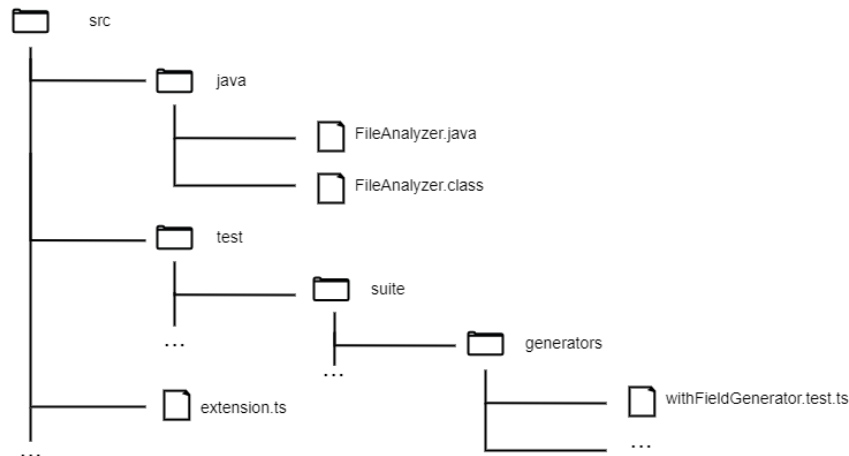 src
java
FileAnalyzer.java
FileAnalyzer.class
test
suite
...
generators
...
withFieldGenerator.test.ts
extension.ts
...
...